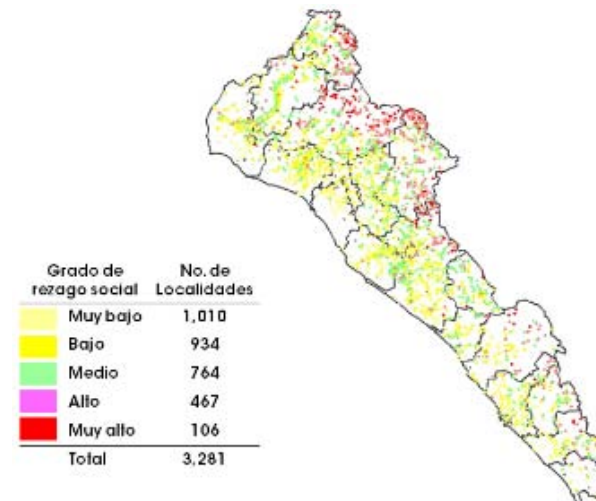 Grado de rezago social No. de Localidades
Muy bajo 1,010
Bajo 934
Medio 764
Alto 467
Muy alto 106
Total 3,281